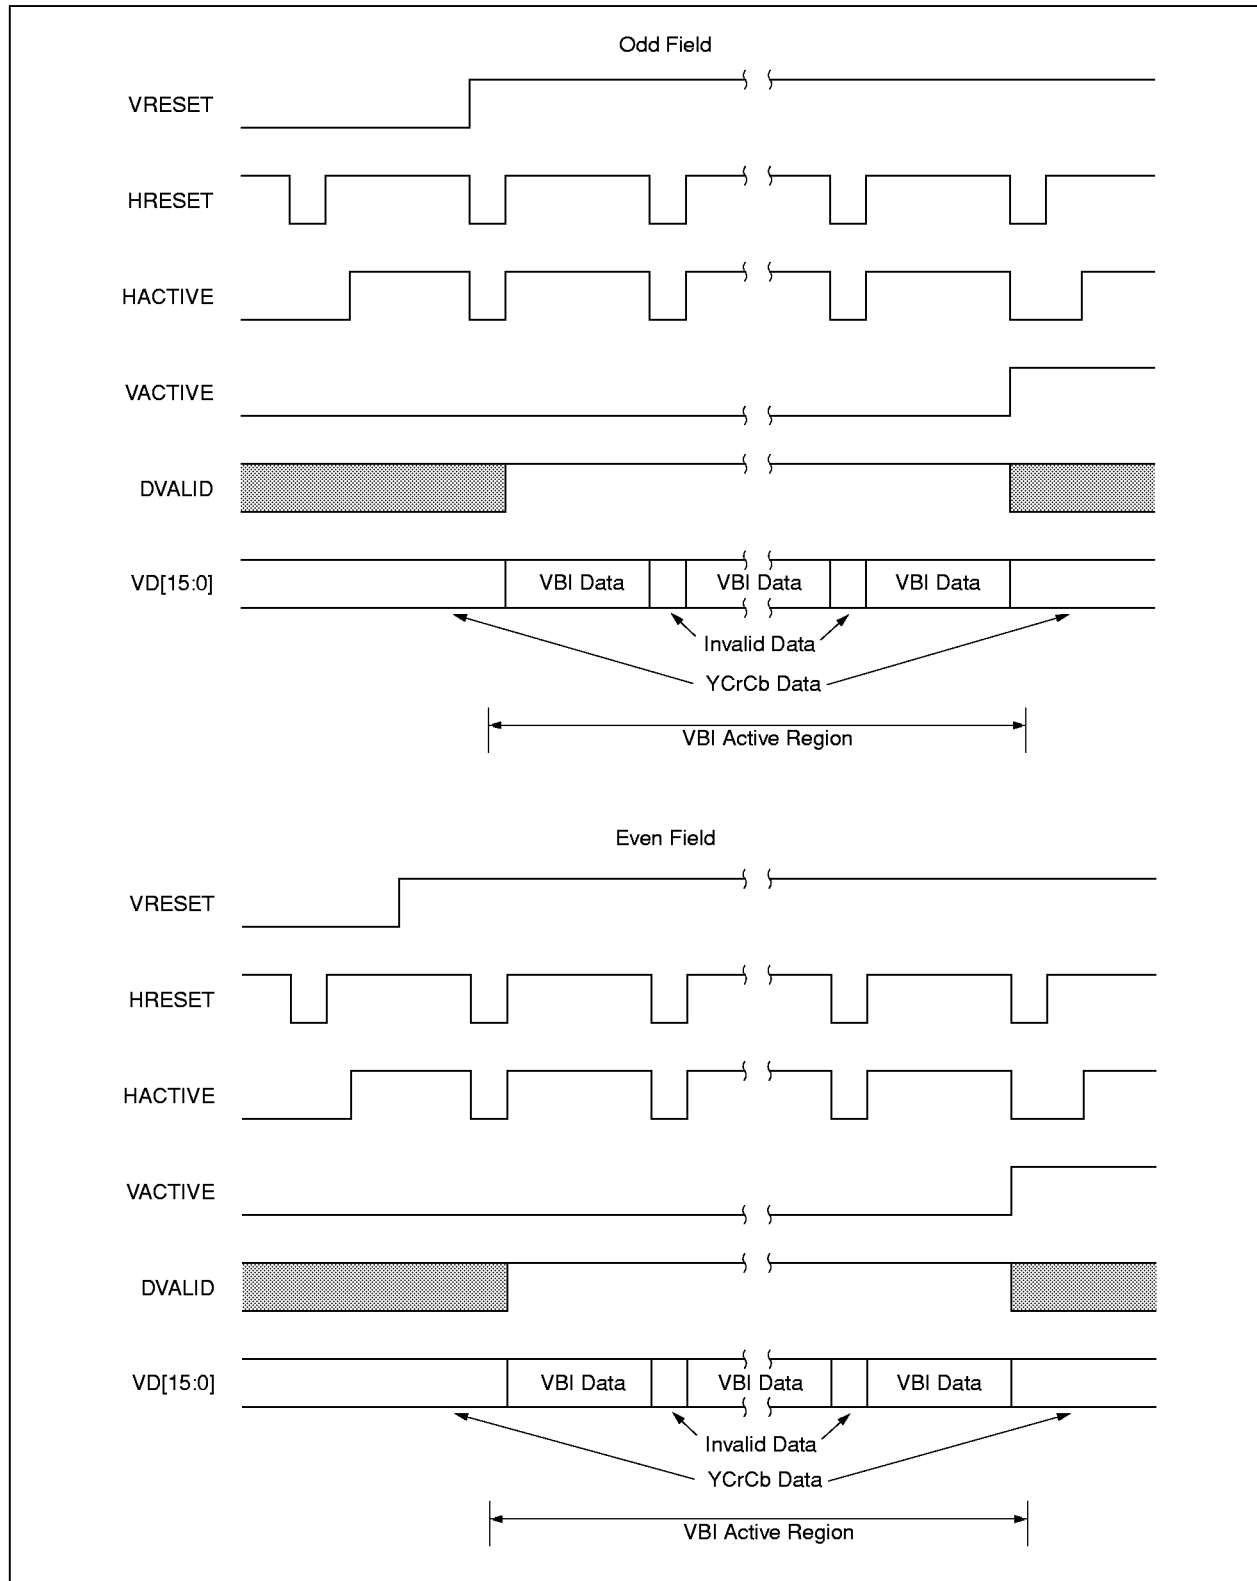 Odd Field
VRESET
HRESET
HACTIVE
VACTIVE
DVALID
VD[15:0]
VBI Data
VBI Data
VBI Data
Invalid Data
YCrCb Data
VBI Active Region
Even Field
VRESET
HRESET
HACTIVE
VACTIVE
DVALID
VD[15:0]
VBI Data
VBI Data
VBI Data
Invalid Data
YCrCb Data
VBI Active Region